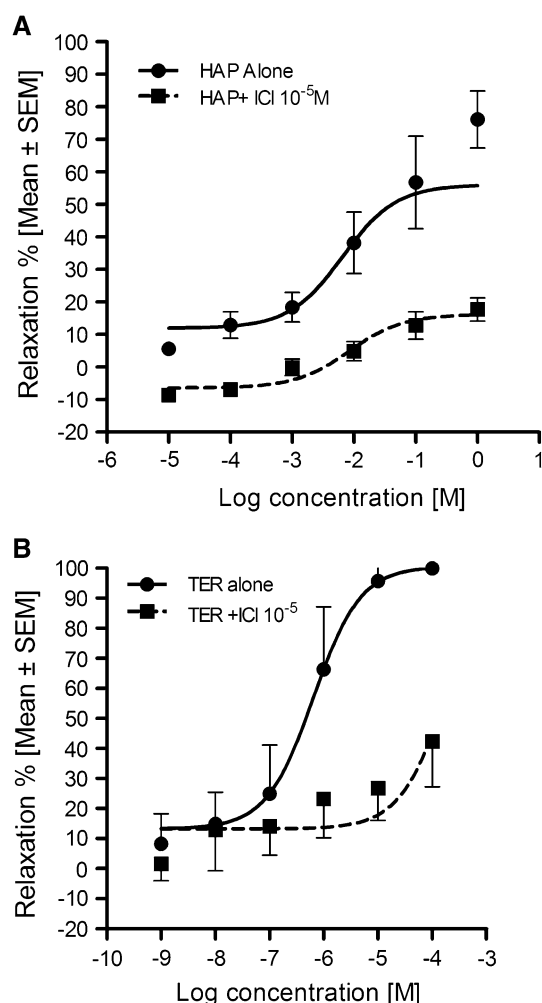 A
100
90
80
70
60
50
40
30
20
10
0
-10
-20
Relaxation % [Mean ± SEM]
HAP Alone
HAP+ ICI 10⁻⁵M
-6 -5 -4 -3 -2 -1 0 1
Log concentration [M]
B
100
90
80
70
60
50
40
30
20
10
0
-10
-20
Relaxation % [Mean ± SEM]
TER alone
TER +ICI 10⁻⁵
-10 -9 -8 -7 -6 -5 -4 -3
Log concentration [M]